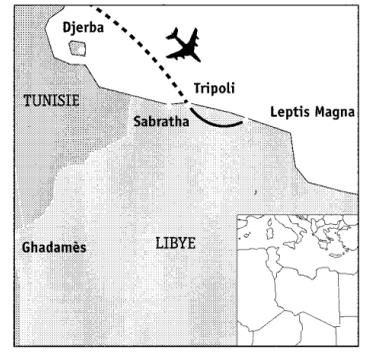 Djerba
TUNISIE
Tripoli
Sabratha
Leptis Magna
Ghadamès
LIBYE